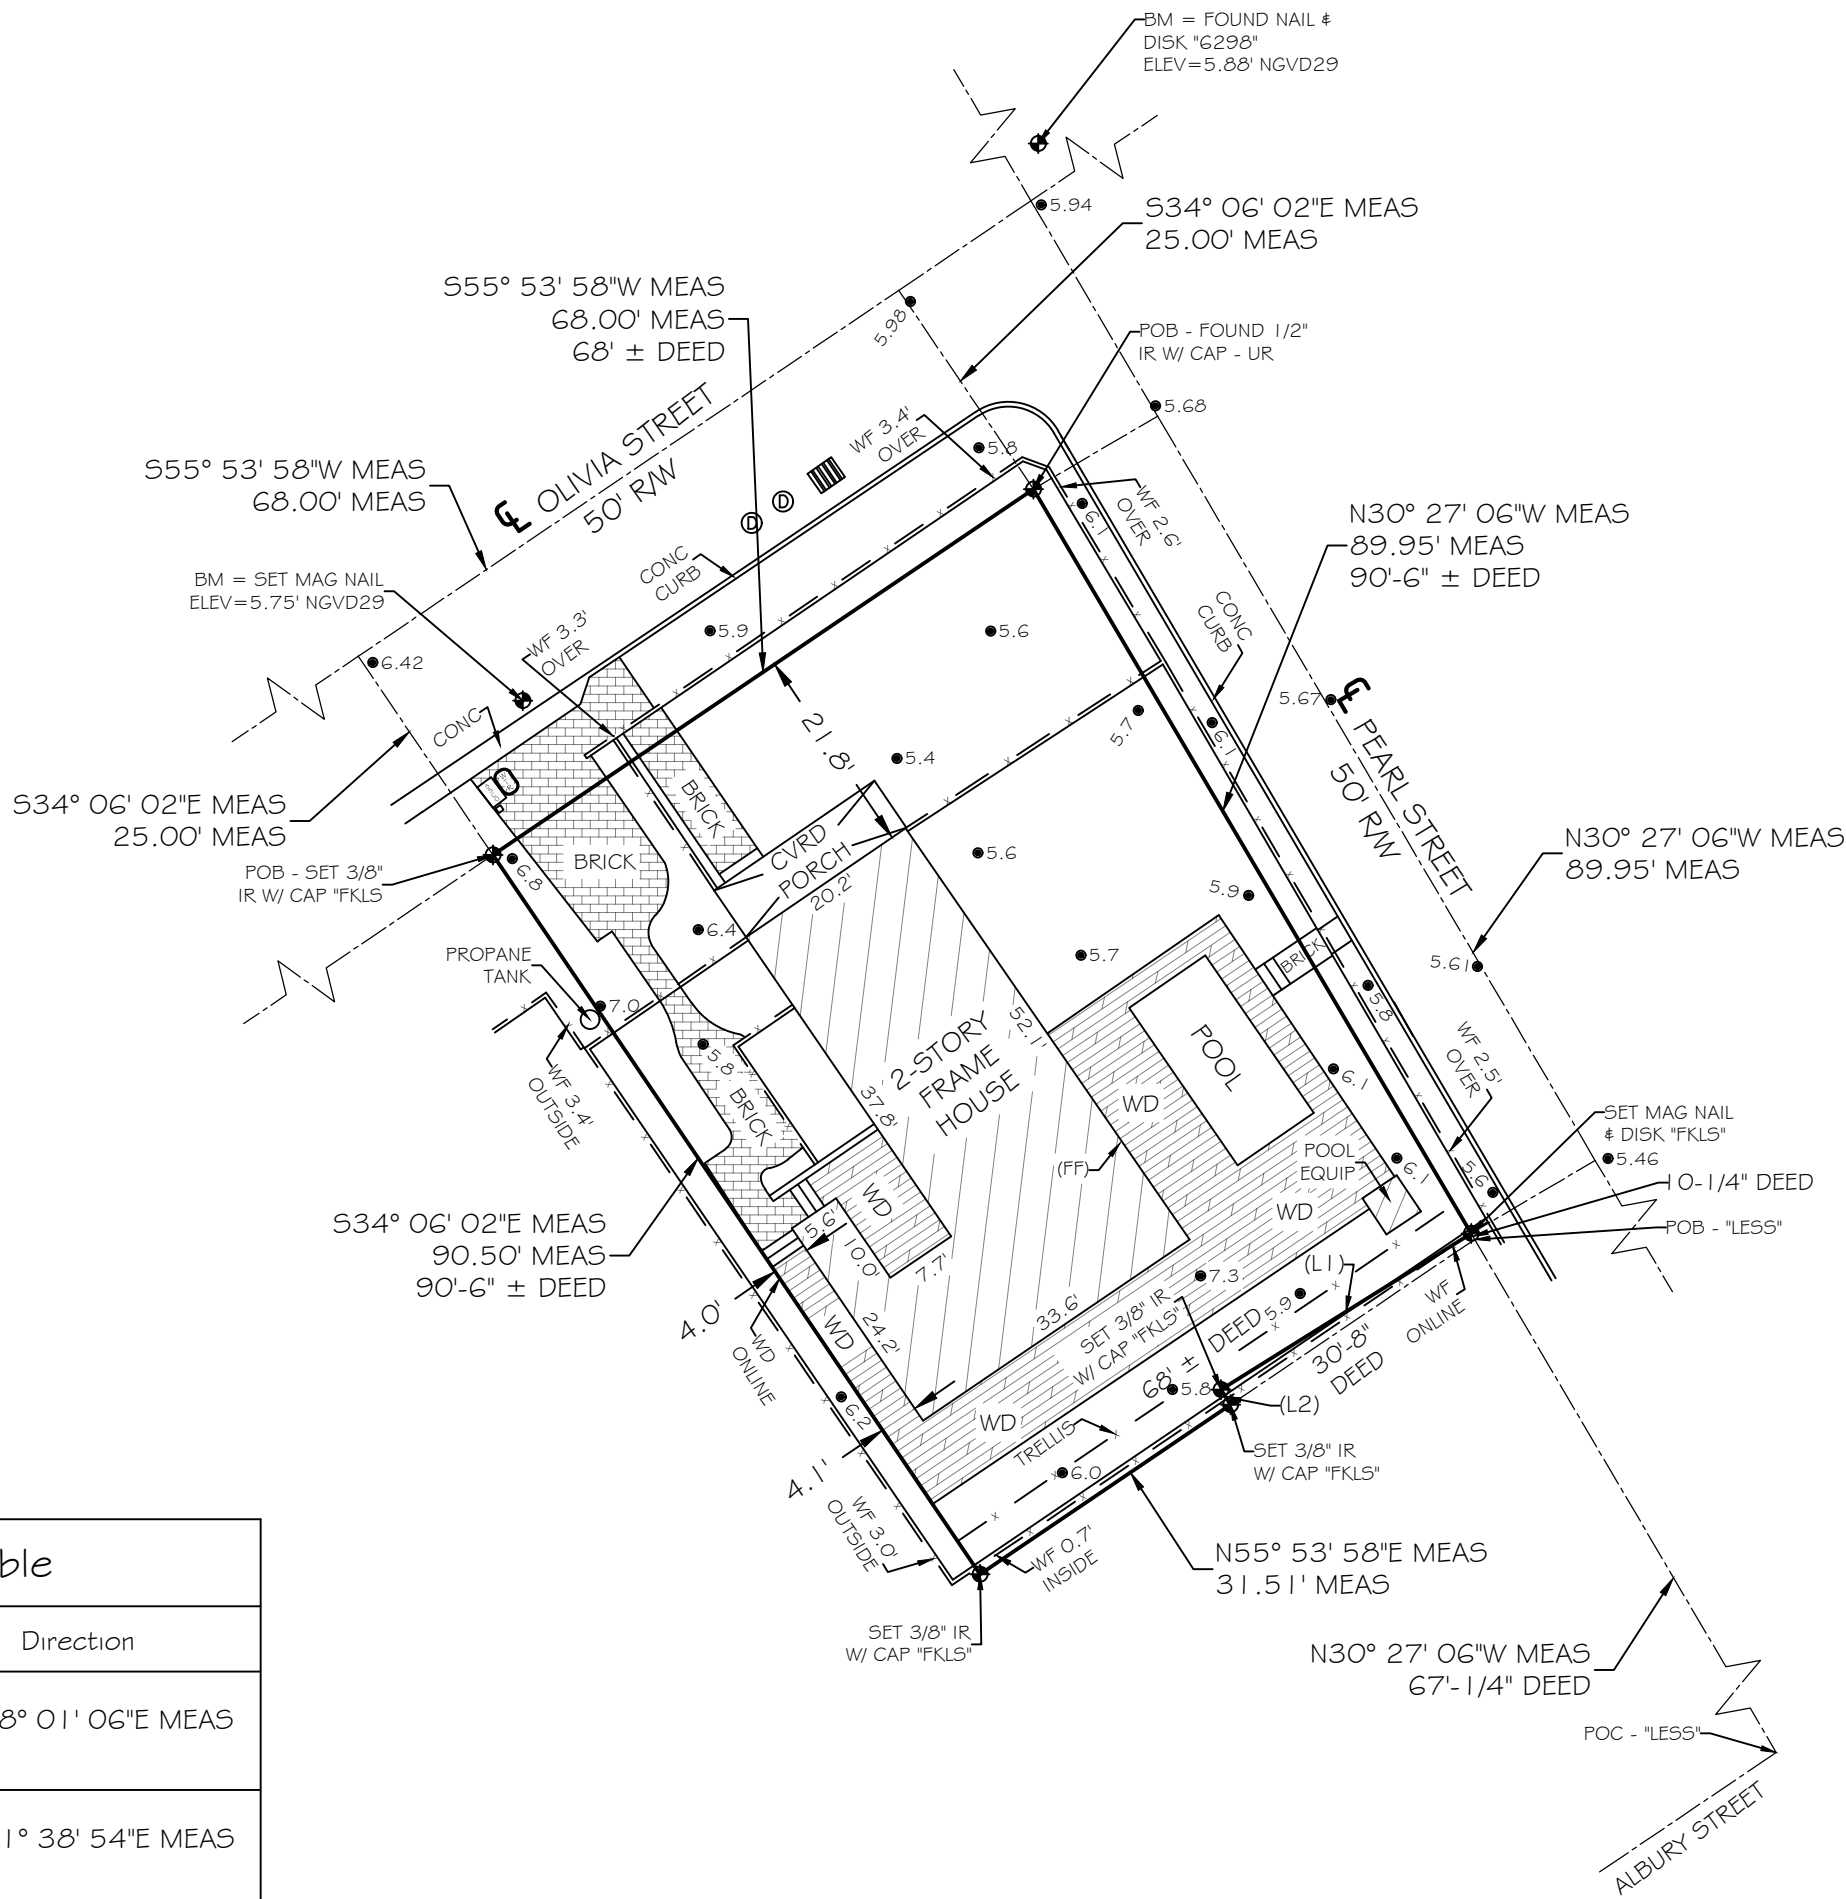 BM = FOUND NAIL &
DISK "6298"
ELEV=5.88' NGVD29
5.94
S34° 06' 02"E MEAS
25.00' MEAS
S55° 53' 58"W MEAS
68.00' MEAS
68' ± DEED
5.98
POB - FOUND 1/2"
IR W/ CAP - UR
5.68
WF 3.4'
OVER
5.8
S55° 53' 58"W MEAS
68.00' MEAS
OLIVIA STREET
50' R/W
D
D
6.1
WF 2.6'
OVER
N30° 27' 06"W MEAS
89.95' MEAS
90'-6" ± DEED
BM = SET MAG NAIL
ELEV=5.75' NGVD29
CONC
CURB
WF 3.3'
OVER
5.9
5.6
CONC
CURB
6.42
CONC
5.7
6.1
5.67
PEARL STREET
50' R/W
21.8'
5.4
BRICK
S34° 06' 02"E MEAS
25.00' MEAS
POB - SET 3/8"
IR W/ CAP "FKLS
6.8
BRICK
CVRD
PORCH
20.2'
5.6
5.9
N30° 27' 06"W MEAS
89.95' MEAS
6.4
PROPANE
TANK
7.0
5.7
BRICK
5.61
5.8
5.8
BRICK
2-STORY
FRAME
HOUSE
52.1'
37.8'
POOL
WD
6.1
WF 2.5'
OVER
WF 3.4'
OUTSIDE
SET MAG NAIL
& DISK "FKLS"
5.46
(FF)
POOL
EQUIP
6.1
5.6
10-1/4" DEED
WD
POB - "LESS"
S34° 06' 02"E MEAS
90.50' MEAS
90'-6" ± DEED
5.6'
WD
10.0'
7.7'
7.3
(L1)
5.9
WF
ONLINE
4.0'
WD
ONLINE
WD
24.2'
33.6'
SET 3/8" IR
W/ CAP "FKLS"
68' ± DEED
30'-8"
DEED
5.8
(L2)
6.2
WD
TRELLIS
SET 3/8" IR
W/ CAP "FKLS"
4.1'
6.0
WF 3.0'
OUTSIDE
WF 0.7'
INSIDE
N55° 53' 58"E MEAS
31.51' MEAS
SET 3/8" IR
W/ CAP "FKLS"
N30° 27' 06"W MEAS
67'-1/4" DEED
POC - "LESS"
ALBURY STREET
ble
Direction
8° 01' 06"E MEAS
1° 38' 54"E MEAS